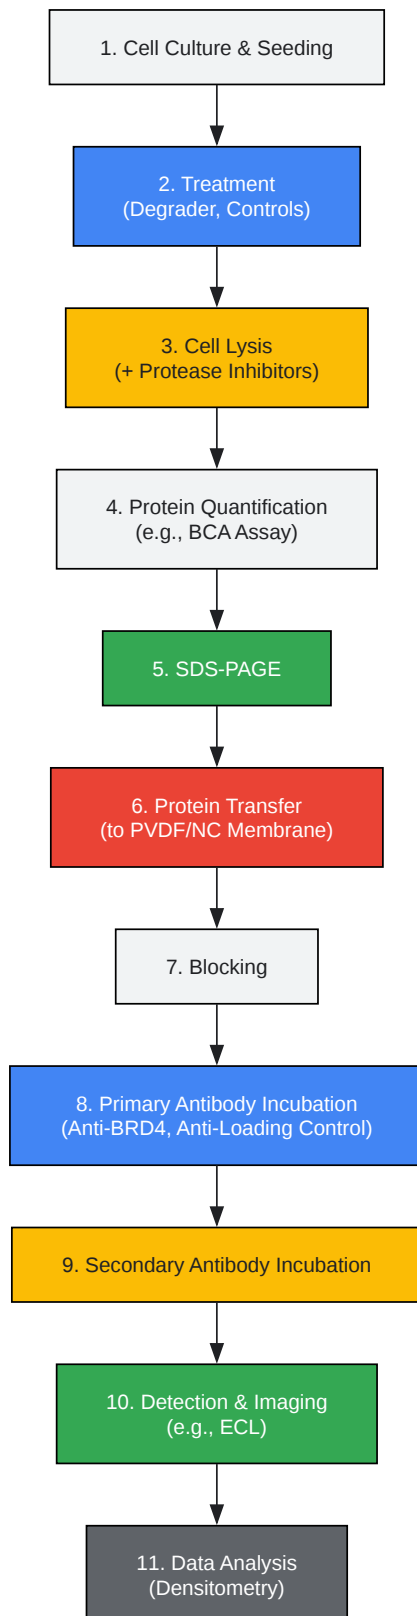 1. Cell Culture & Seeding
2. Treatment
(Degrader, Controls)
3. Cell Lysis
(+ Protease Inhibitors)
4. Protein Quantification
(e.g., BCA Assay)
5. SDS-PAGE
6. Protein Transfer
(to PVDF/NC Membrane)
7. Blocking
8. Primary Antibody Incubation
(Anti-BRD4, Anti-Loading Control)
9. Secondary Antibody Incubation
10. Detection & Imaging
(e.g., ECL)
11. Data Analysis
(Densitometry)